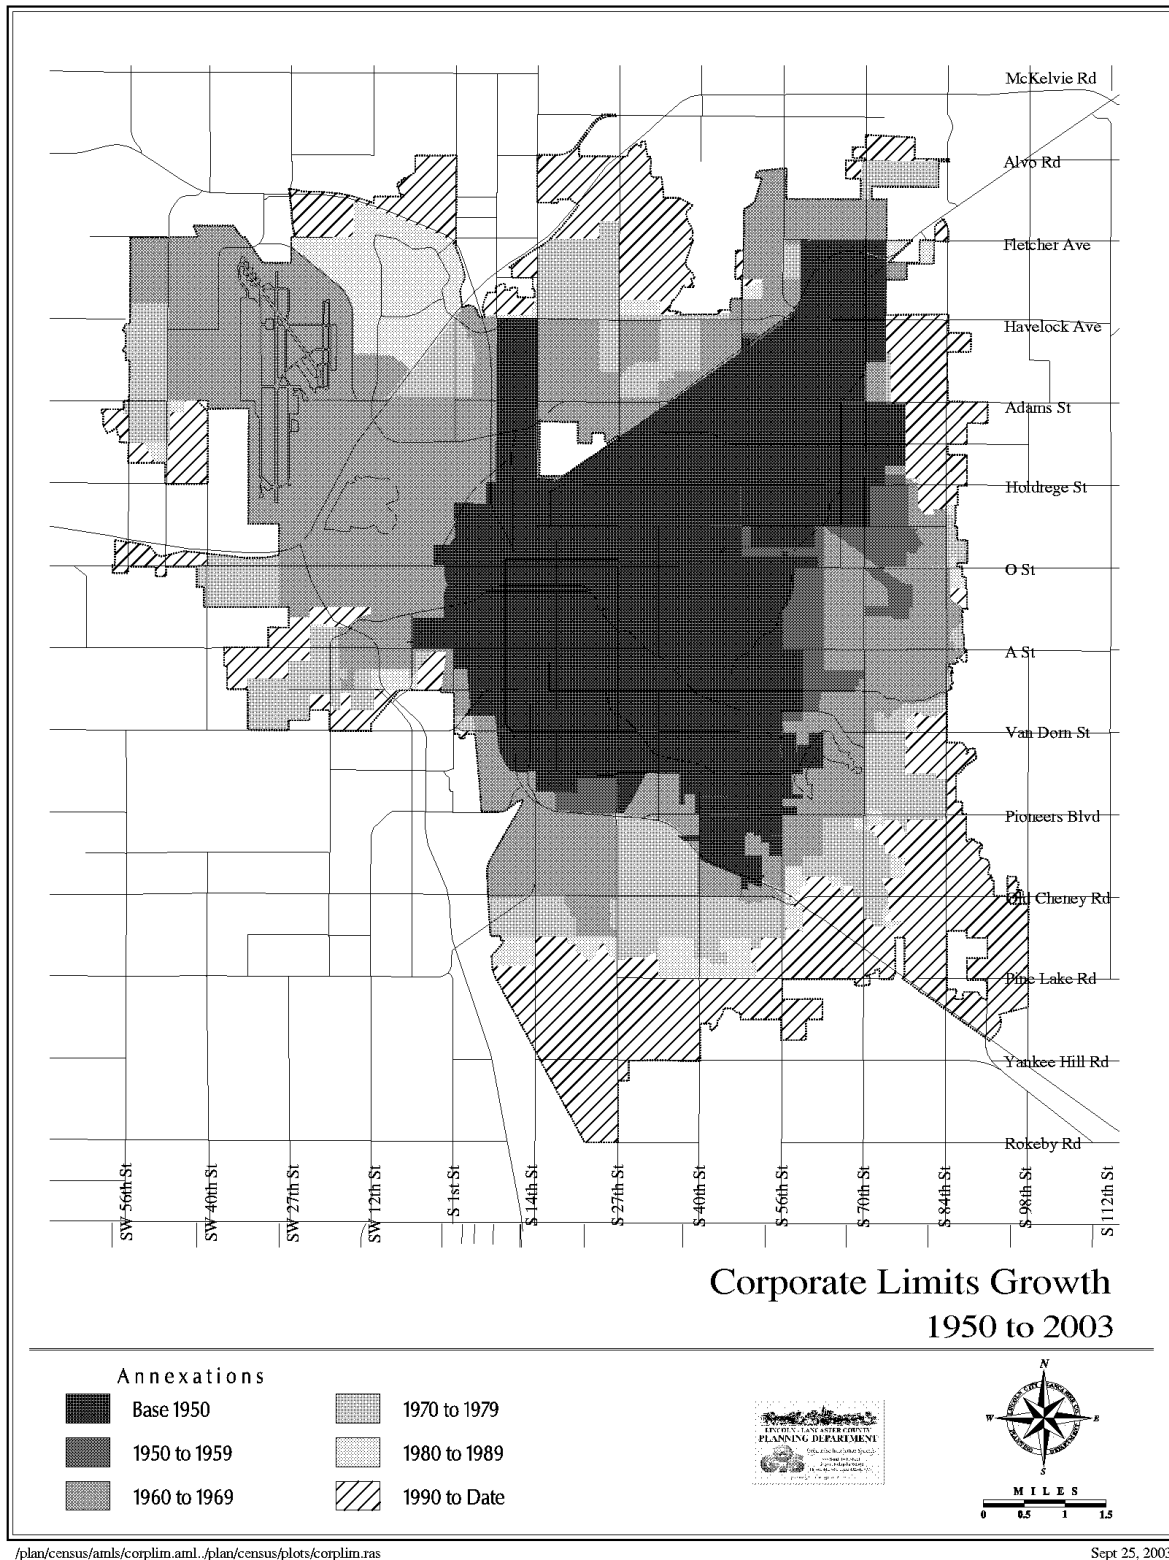 McKelvie Rd
Alvo Rd
Fletcher Ave
Havelock Ave
Adams St
Holdrege St
O St
A St
Van Dorn St
Pioneers Blvd
Old Cheney Rd
Pine Lake Rd
Yankee Hill Rd
Rokeby Rd
SW 56th St
SW 40th St
SW 27th St
SW 12th St
S 1st St
S 14th St
S 27th St
S 40th St
S 56th St
S 70th St
S 84th St
S 98th St
S 112th St
Corporate Limits Growth
1950 to 2003
Annexations
Base 1950
1950 to 1959
1960 to 1969
1970 to 1979
1980 to 1989
1990 to Date
LINCOLN - LANCASTER COUNTY
PLANNING DEPARTMENT
N
W
E
S
MILES
0 0.5 1 1.5
/plan/census/amls/corplim.aml../plan/census/plots/corplim.ras
Sept 25, 2003